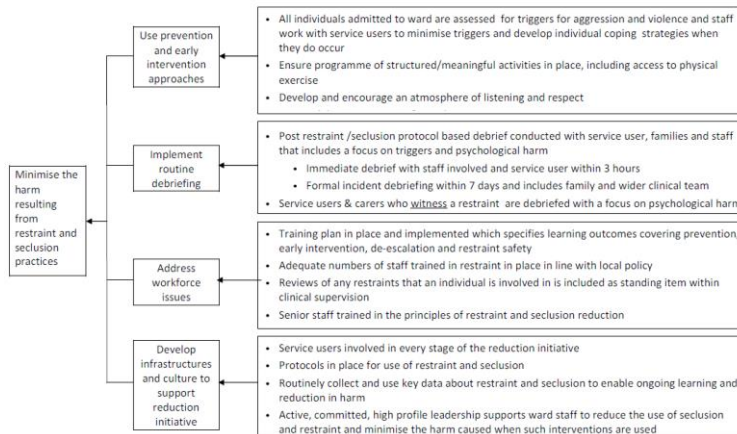 Minimise the
harm
resulting
from
restraint and
seclusion
practices
Use prevention
and early
intervention
approaches
• All individuals admitted to ward are assessed for triggers for aggression and violence and staff
work with service users to minimise triggers and develop individual coping strategies when
they do occur
• Ensure programme of structured/meaningful activities in place, including access to physical
exercise
• Develop and encourage an atmosphere of listening and respect
Implement
routine
debriefing
• Post restraint /seclusion protocol based debrief conducted with service user, families and staff
that includes a focus on triggers and psychological harm
• Immediate debrief with staff involved and service user within 3 hours
• Formal incident debriefing within 7 days and includes family and wider clinical team
• Service users & carers who witness a restraint are debriefed with a focus on psychological harm
Address
workforce
issues
• Training plan in place and implemented which specifies learning outcomes covering prevention,
early intervention, de-escalation and restraint safety
• Adequate numbers of staff trained in restraint in place in line with local policy
• Reviews of any restraints that an individual is involved in is included as standing item within
clinical supervision
• Senior staff trained in the principles of restraint and seclusion reduction
Develop
infrastructures
and culture to
support
reduction
initiative
• Service users involved in every stage of the reduction initiative
• Protocols in place for use of restraint and seclusion
• Routinely collect and use key data about restraint and seclusion to enable ongoing learning and
reduction in harm
• Active, committed, high profile leadership supports ward staff to reduce the use of seclusion
and restraint and minimise the harm caused when such interventions are used